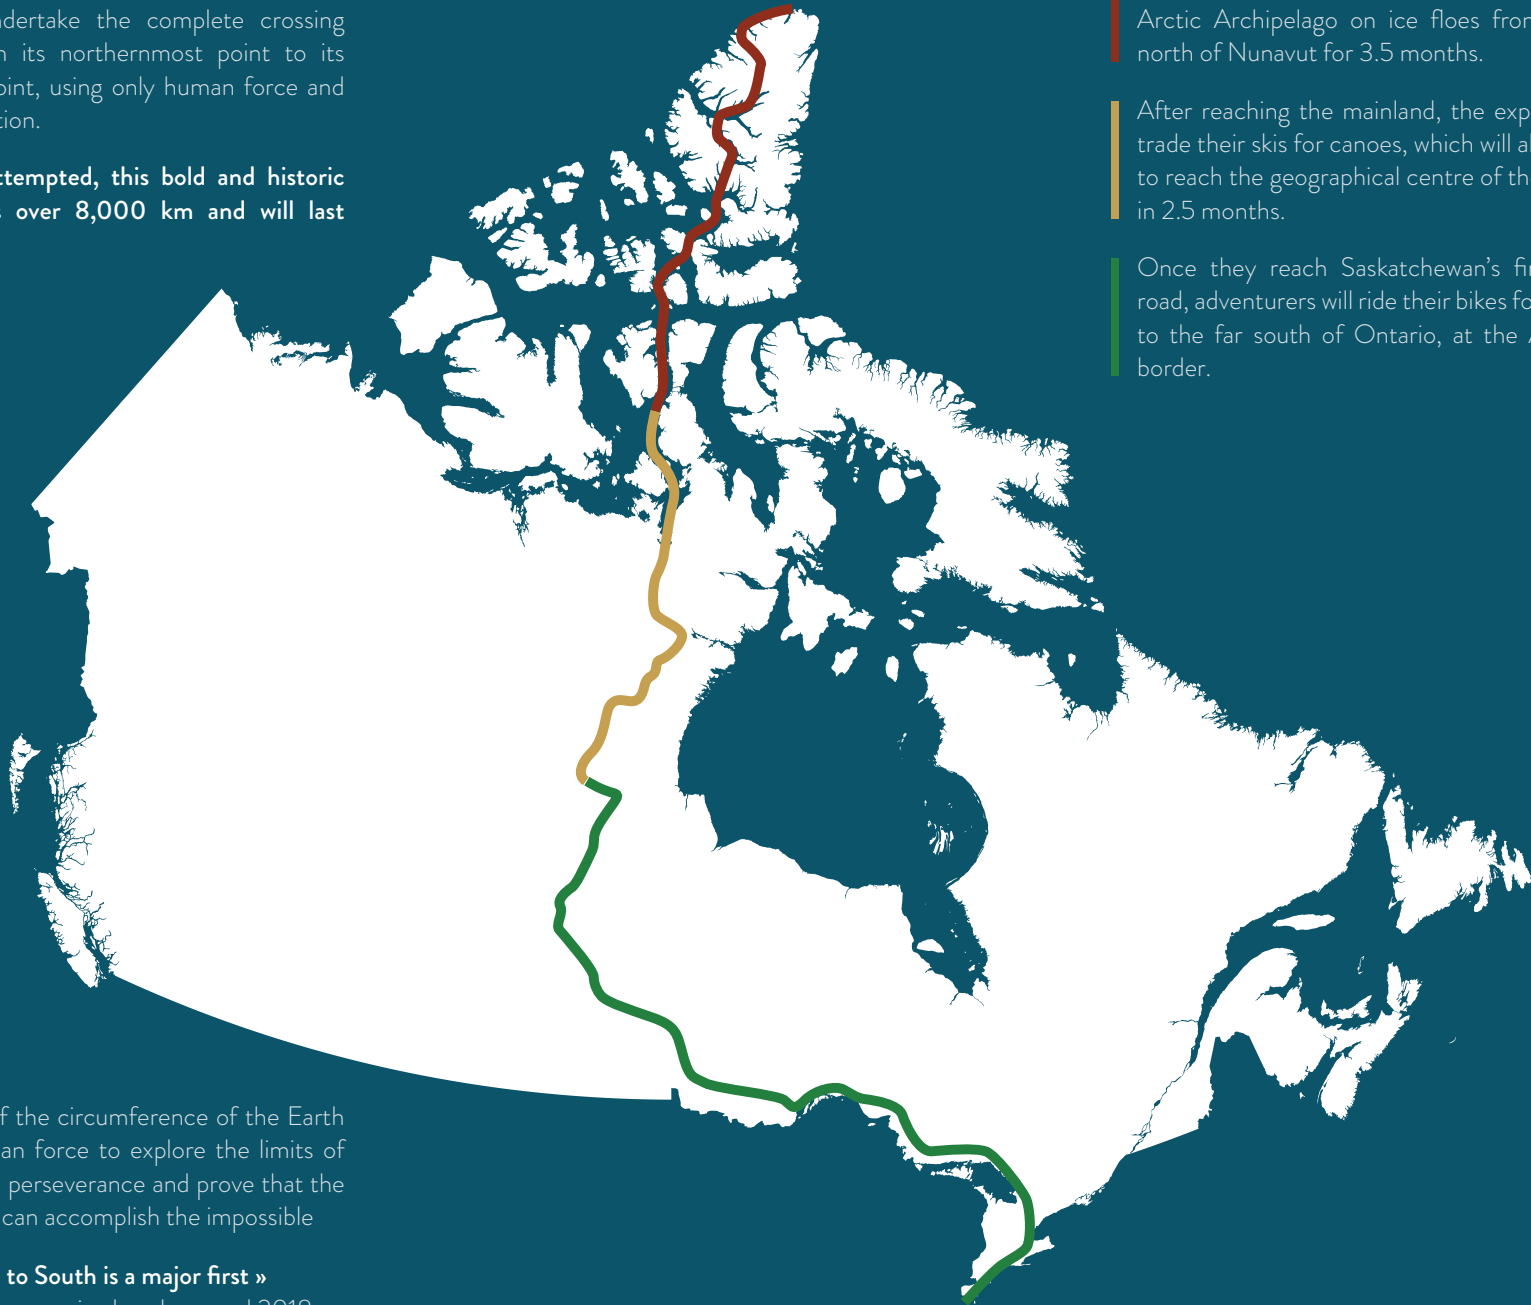 undertake the complete crossing
its northernmost point to its
using only human force and
ttempted, this bold and historic
over 8,000 km and will last
of the circumference of the Earth
force to explore the limits of
perseverance and prove that the
can accomplish the impossible
to South is a major first »
2018
Arctic Archipelago on ice floes from
north of Nunavut for 3.5 months.
After reaching the mainland, the exp
trade their skis for canoes, which will al
to reach the geographical centre of th
in 2.5 months.
Once they reach Saskatchewan's fi
road, adventurers will ride their bikes fo
to the far south of Ontario, at the A
border.